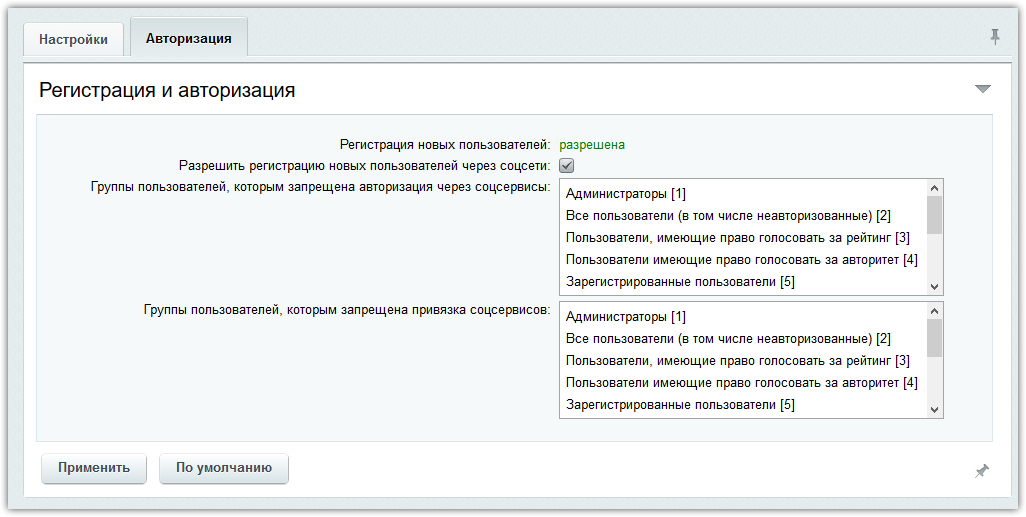 Настройки
Авторизация
Регистрация и авторизация
Регистрация новых пользователей: разрешена
Разрешить регистрацию новых пользователей через соцсети:
Группы пользователей, которым запрещена авторизация через соцсервисы:
Администраторы [1]
Все пользователи (в том числе неавторизованные) [2]
Пользователи, имеющие право голосовать за рейтинг [3]
Пользователи имеющие право голосовать за авторитет [4]
Зарегистрированные пользователи [5]
Группы пользователей, которым запрещена привязка соцсервисов:
Администраторы [1]
Все пользователи (в том числе неавторизованные) [2]
Пользователи, имеющие право голосовать за рейтинг [3]
Пользователи имеющие право голосовать за авторитет [4]
Зарегистрированные пользователи [5]
Применить
По умолчанию